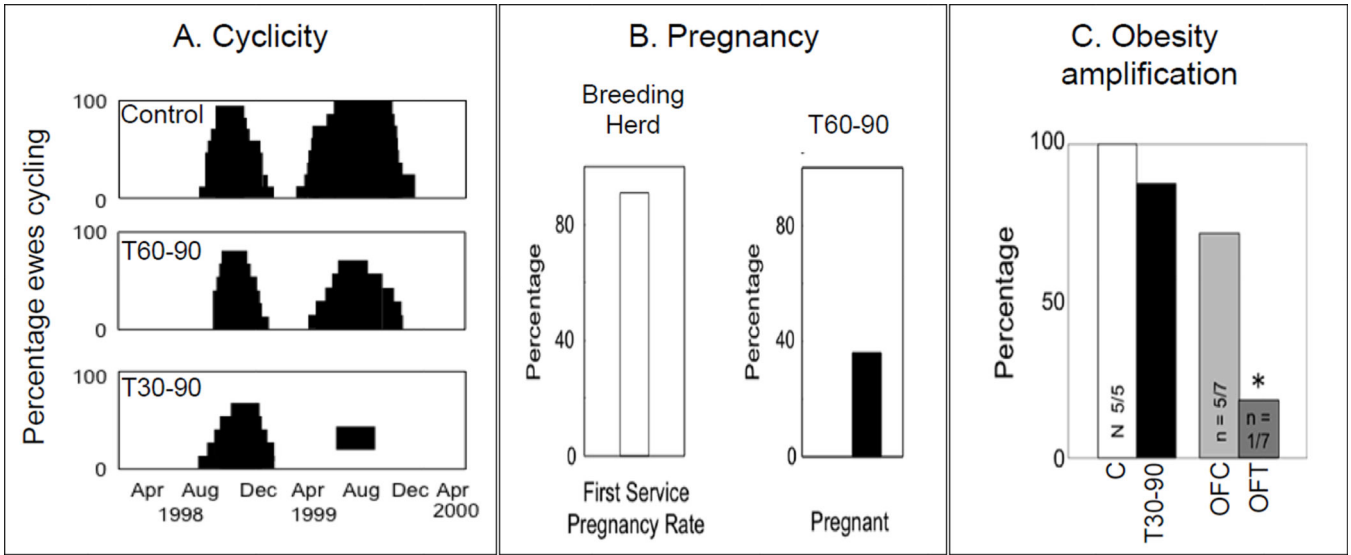 A. Cyclicity
Percentage ewes cycling
100
Control
0
100
T60-90
0
100
T30-90
0
Apr Aug Dec Apr Aug Dec Apr
1998 1999 2000
B. Pregnancy
Breeding
Herd
Percentage
80
40
0
First Service
Pregnancy Rate
T60-90
Percentage
80
40
0
Pregnant
C. Obesity
amplification
Percentage
100
50
0
N 5/5
n = 5/7
*
n =
1/7
C
T30-90
OFC
OFT